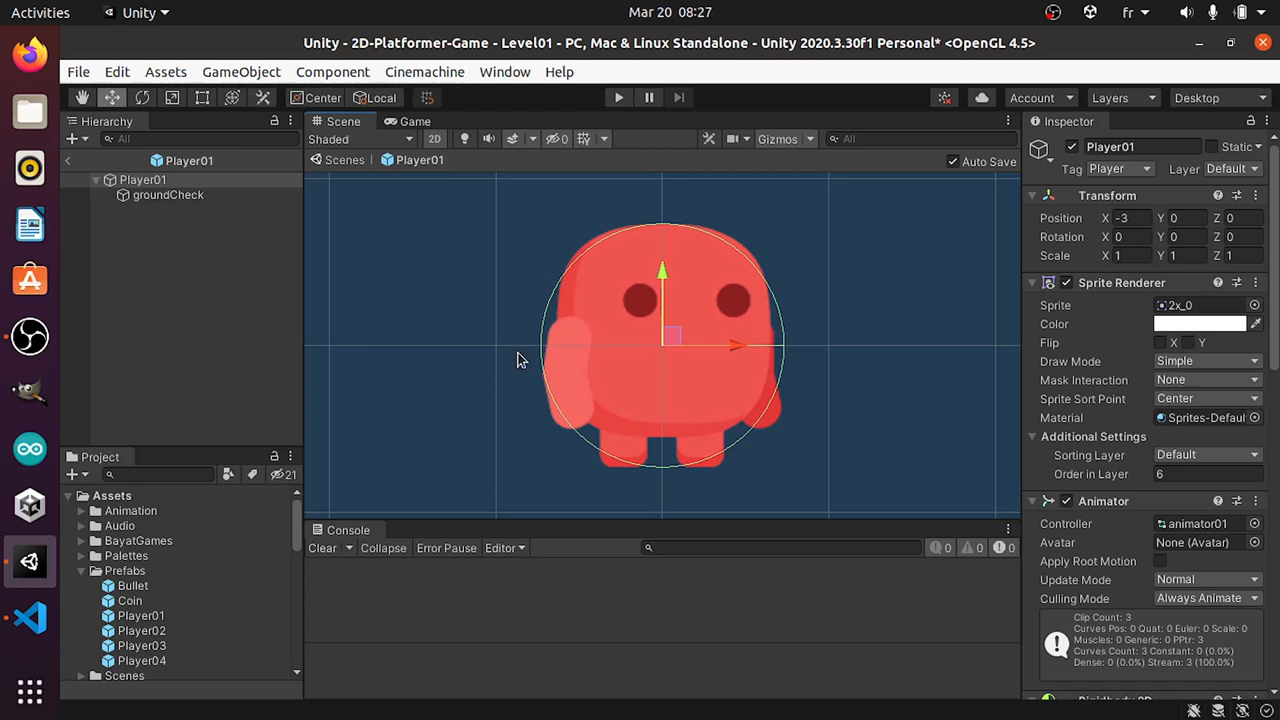 Activities
Unity
Mar 20 08:27
fr
Unity - 2D-Platformer-Game - Level01 - PC, Mac & Linux Standalone - Unity 2020.3.30f1 Personal* <OpenGL 4.5>
File Edit Assets GameObject Component Cinemachine Window Help
Center Local Account Layers Desktop
Hierarchy
All
Player01
Player01
groundCheck
Scene Game
Shaded 2D 0 Gizmos All
Scenes Player01 Auto Save
Project
21
Assets
Animation
Audio
BayatGames
Palettes
Prefabs
Bullet
Coin
Player01
Player02
Player03
Player04
Scenes
Console
Clear Collapse Error Pause Editor 0 0 0
Inspector
Player01 Static
Tag Player Layer Default
Transform
Position X -3 Y 0 Z 0
Rotation X 0 Y 0 Z 0
Scale X 1 Y 1 Z 1
Sprite Renderer
Sprite 2x_0
Color
Flip X Y
Draw Mode Simple
Mask Interaction None
Sprite Sort Point Center
Material Sprites-Defaul
Additional Settings
Sorting Layer Default
Order in Layer 6
Animator
Controller animator01
Avatar None (Avatar)
Apply Root Motion
Update Mode Normal
Culling Mode Always Animate
Clip Count: 3
Curves Pos: 0 Quat: 0 Euler: 0 Scale: 0
Muscles: 0 Generic: 0 PPtr: 3
Curves Count: 3 Constant: 0 (0.0%)
Dense: 0 (0.0%) Stream: 3 (100.0%)